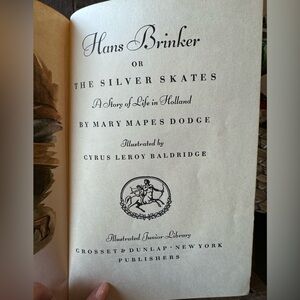 Hans Brinker
OR
THE SILVER SKATES
A Story of Life in Holland
BY MARY MAPES DODGE
Illustrated by
CYRUS LEROY BALDRIDGE
Illustrated Junior Library
GROSSET & DUNLAP · NEW YORK
PUBLISHERS